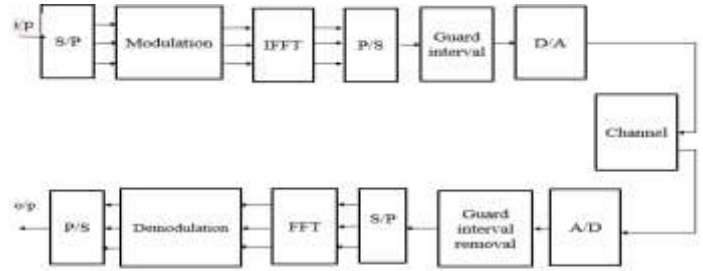 i/p
S/P
Modulation
IFFT
P/S
Guard
interval
D/A
Channel
o/p
P/S
Demodulation
FFT
S/P
Guard
interval
removal
A/D